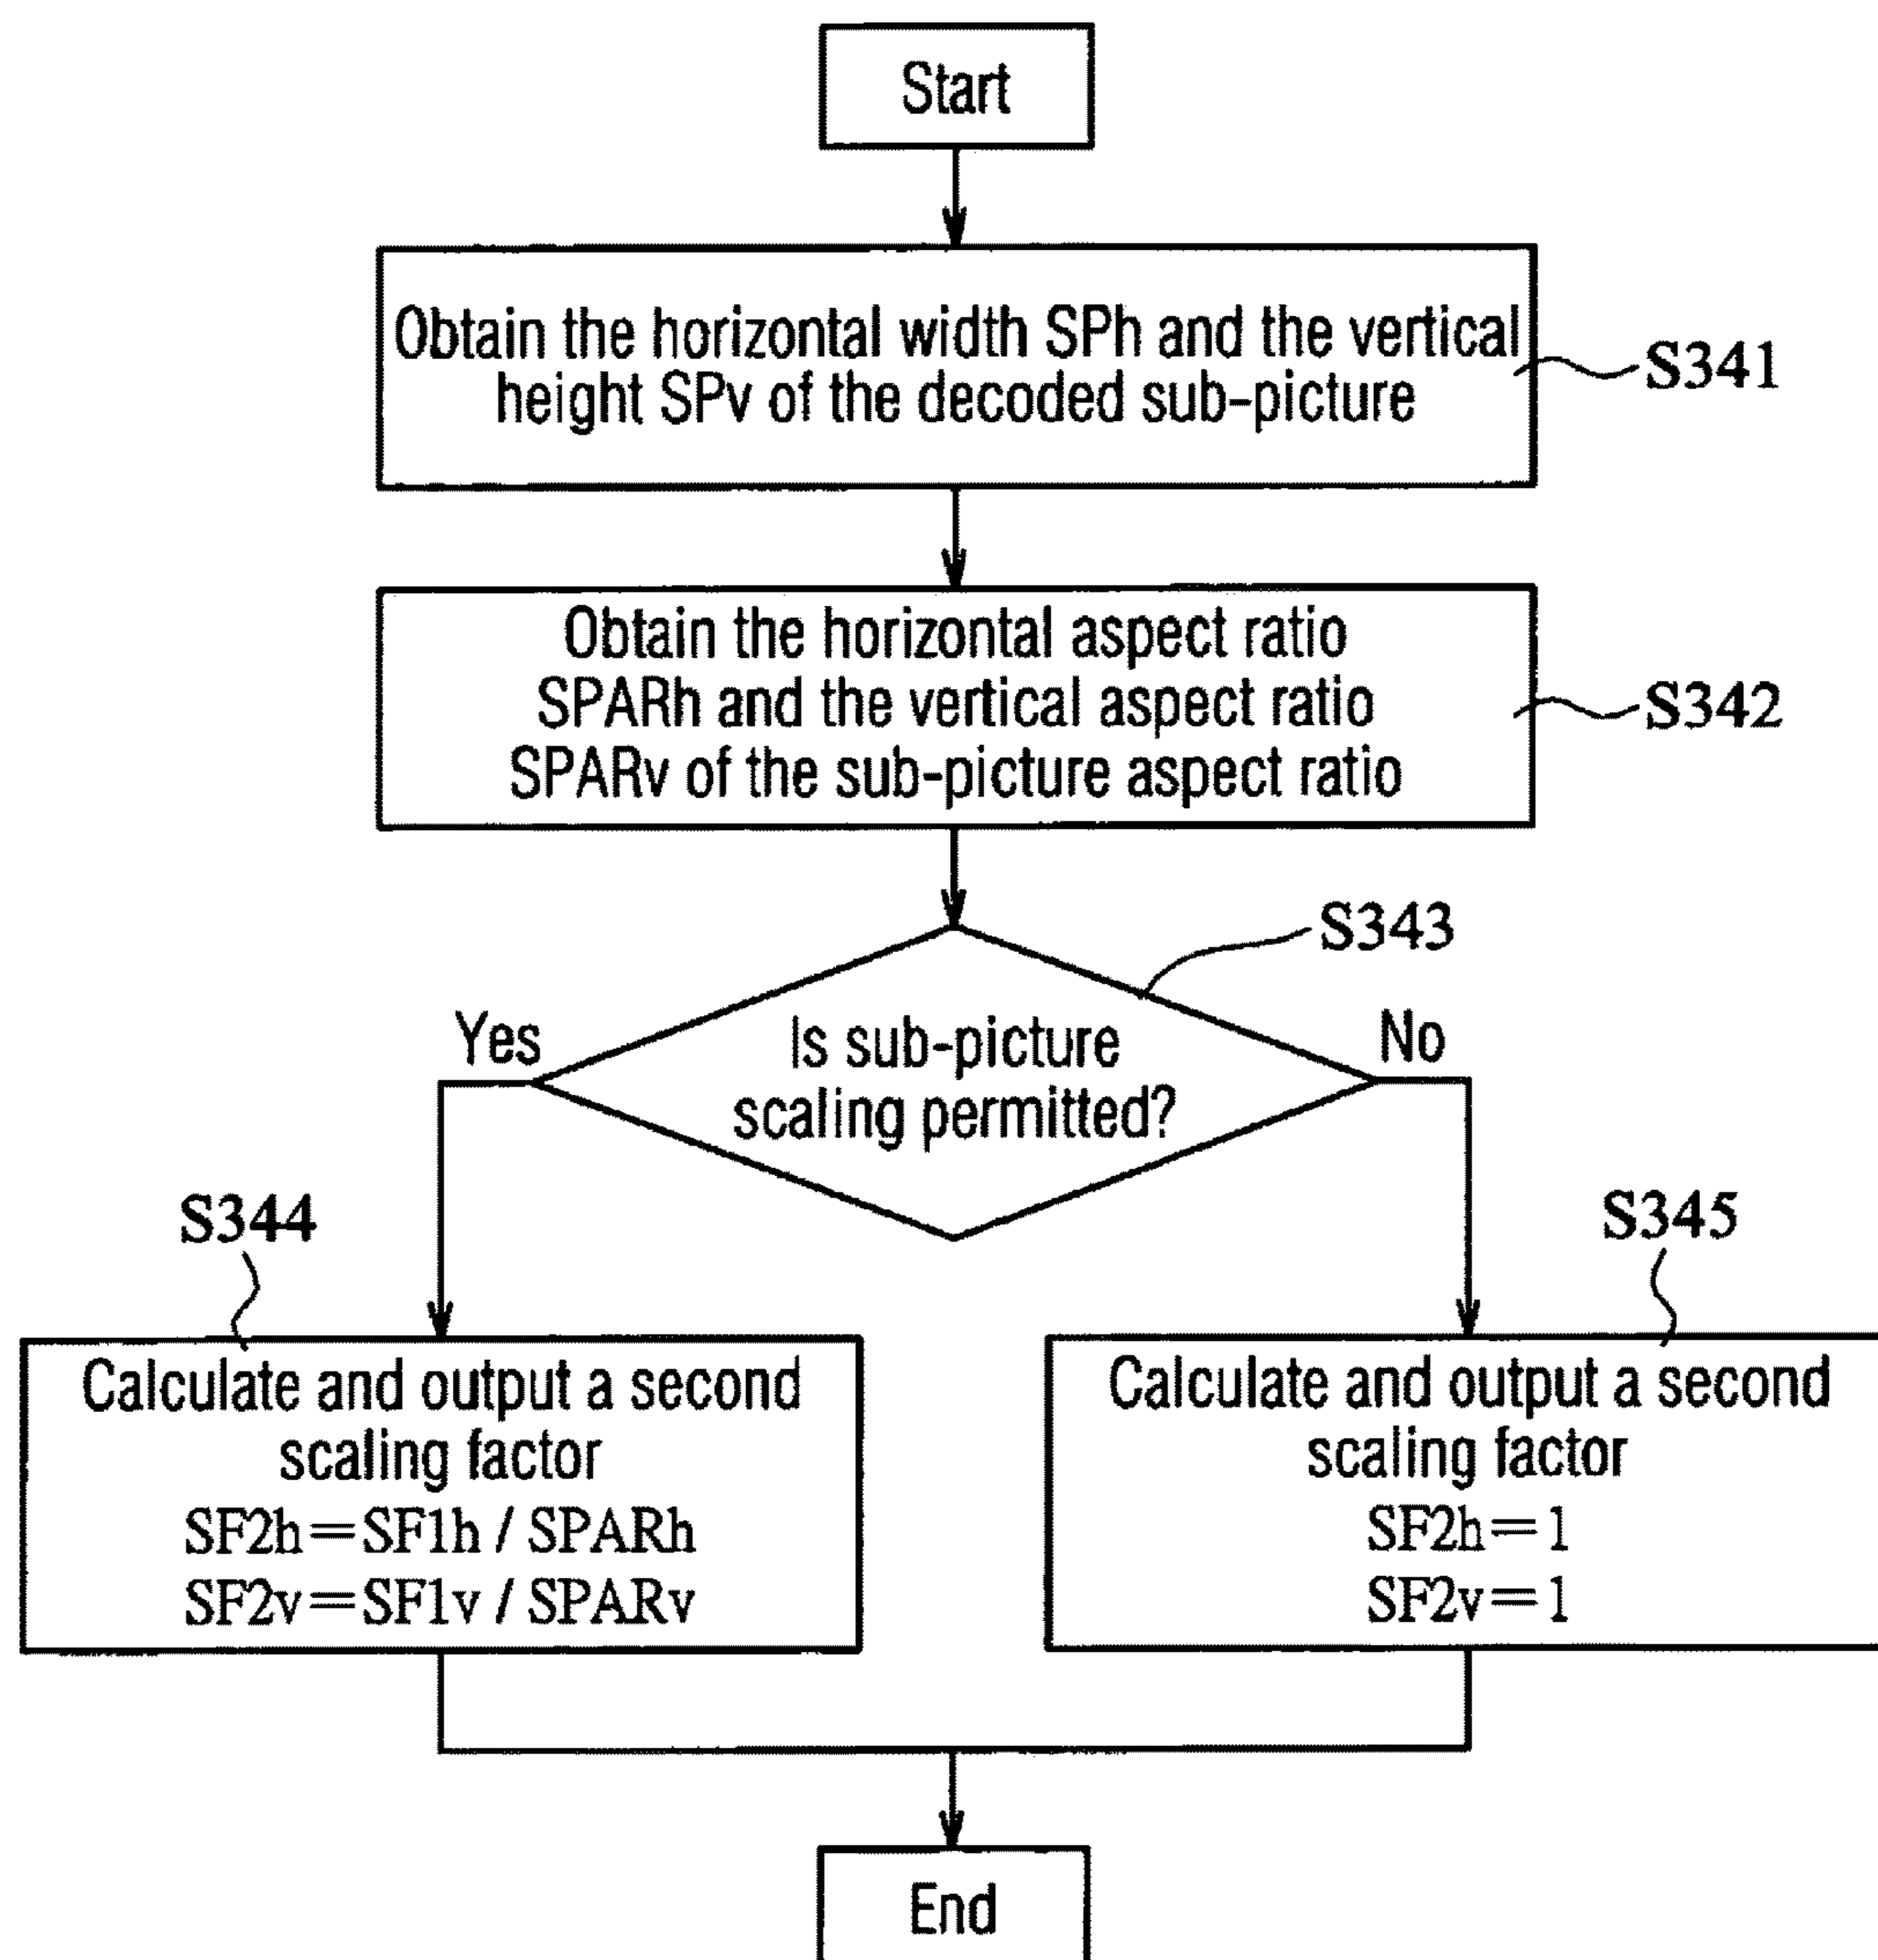 Start
Obtain the horizontal width SPh and the vertical
height SPv of the decoded sub-picture
S341
Obtain the horizontal aspect ratio
SPARh and the vertical aspect ratio
SPARv of the sub-picture aspect ratio
S342
S343
Yes
Is sub-picture
scaling permitted?
No
S344
Calculate and output a second
scaling factor
SF2h=SF1h / SPARh
SF2v=SF1v / SPARv
S345
Calculate and output a second
scaling factor
SF2h=1
SF2v=1
End